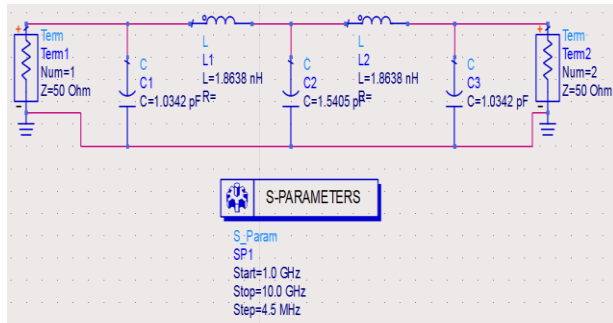 Term
Term1
Num=1
Z=50 Ohm
C
C1
C=1.0342 pF
L
L1
L=1.8638 nH
R=
C
C2
C=1.5405 pF
L
L2
L=1.8638 nH
R=
C
C3
C=1.0342 pF
Term
Term2
Num=2
Z=50 Ohm
S-PARAMETERS
S_Param
SP1
Start=1.0 GHz
Stop=10.0 GHz
Step=4.5 MHz